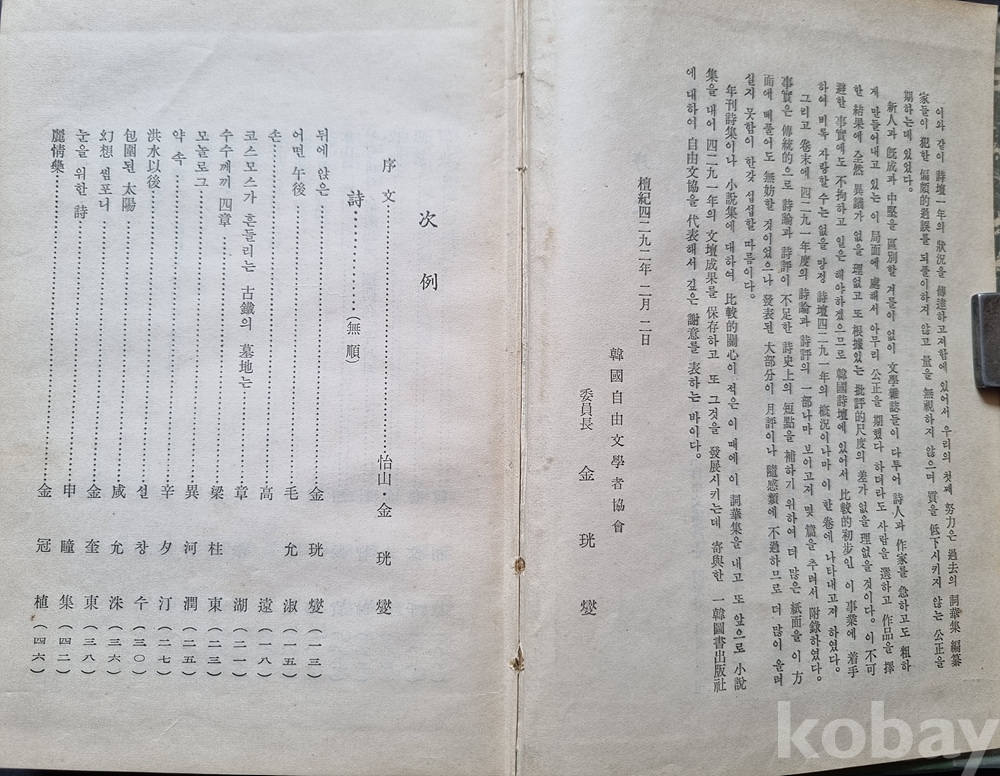 이와 같이 詩壇一年의 狀況을 傳達하고저함에 있어서 우리의 첫째 努力은 過去의 詞華集 編纂
家들이 犯한 偏頗的過誤를 되풀이하지 않고 量을 無視하지 않으며 質을 低下시키지 않는 公正을
期하는데 있었다。
新人과 旣成과 中堅을 區別할 겨를이 없이 文學雜誌들이 다투어 詩人과 作家를 急하고도 粗하
게 만들어내고 있는 이 局面에 處해서 아무리 公正을 期했다 하더라도 사람을 選하고 作品을 擇
한 結果에 全然 異議가 없을 理없고 또 根據있는 批評的尺度의 差가 없을 理없을것이다。이 不可
避한 事實에도 不拘하고 일은 해야하겠으므로 韓國詩壇에 있어서 比較的初步인 이 事業에 着手
하여 비록 자랑할 수는 없을 망정 詩壇四二九一年의 槪況이나마 이 한 卷에 나타내고저 하였다。
그리고 卷末에 四二九一年度의 詩論과 詩評의 一部나마 보아고저 몇 篇을 추려서 附錄하였다。
事實은 傳統的으로 詩論과 詩評이 不足한 詩史上의 短點을 補하기 위하여 더 많은 紙面을 이 方
面에 베풀어도 無妨할 것이었으나 發表된 大部分이 月評이나 隨感類에 不過하므로 더 많이 올려
실지 못함이 한갓 섭섭할 따름이다。
年刊詩集이나 小說集에 대하여 比較的關心이 적은 이 때에 이 詞華集을 내고 또 앞으로 小說
集을 내어 四二九一年의 文壇成果를 保存하고 또 그것을 發展시키는데 寄與한 一韓圖書出版社
에 대하여 自由文協을 代表해서 깊은 謝意를 表하는 바이다。
檀紀四二九二年 二月 二日
韓國自由文學者協會
委員長 金珖燮
次例
序文……怡山・金珖燮
詩………(無順)
뒤에 앉은……金珖燮(一三)
어떤 午後……毛允淑(一五)
손……高遠(一八)
코스모스가 흔들리는 古鐵의 墓地는……章湖(二一)
수수께끼 四章……梁柱東(二三)
모놀로그……異河潤(二五)
약속……辛夕汀(二七)
洪水以後……설창수(三〇)
包圍된 太陽……咸允洙(三六)
幻想 셈포니……金奎東(三八)
눈을 위한 詩……申瞳集(四二)
麗情樂……金冠植(四六)
kobay